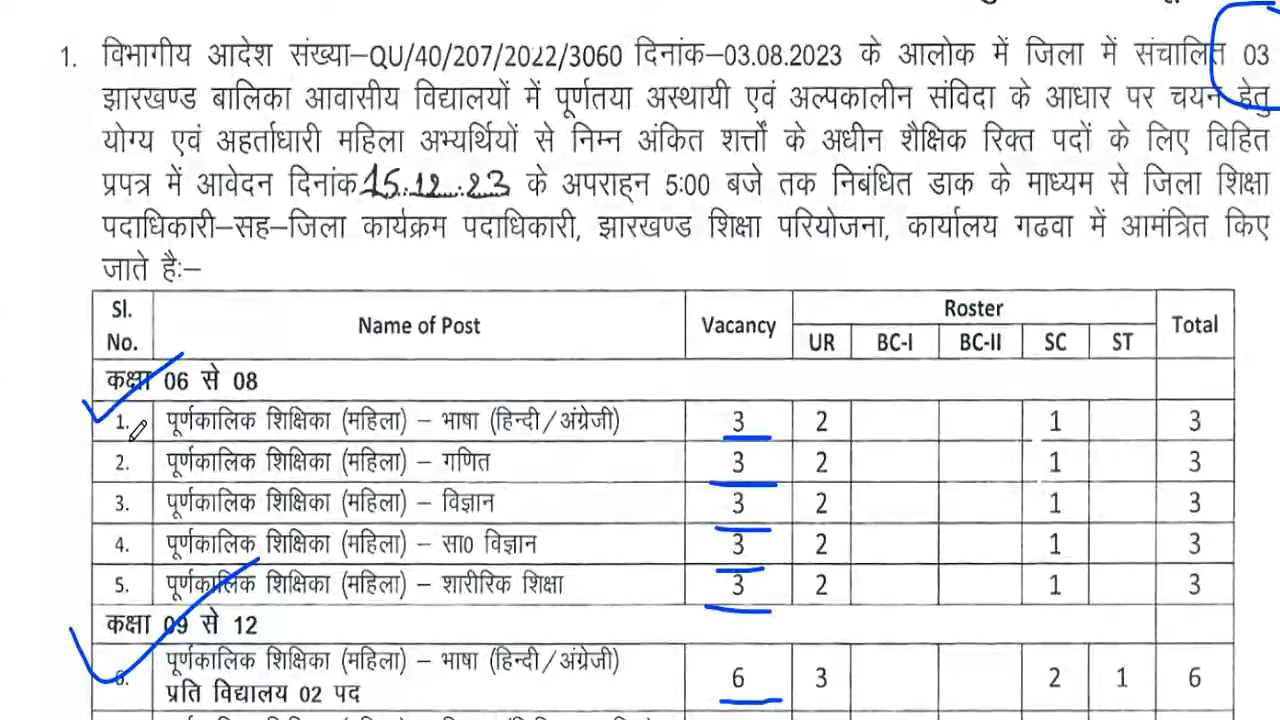 1. विभागीय आदेश संख्या–QU/40/207/2022/3060 दिनांक–03.08.2023 के आलोक में जिला में संचालित 03
झारखण्ड बालिका आवासीय विद्यालयों में पूर्णतया अस्थायी एवं अल्पकालीन संविदा के आधार पर चयन हेतु
योग्य एवं अहर्ताधारी महिला अभ्यर्थियों से निम्न अंकित शर्त्तों के अधीन शैक्षिक रिक्त पदों के लिए विहित
प्रपत्र में आवेदन दिनांक 15.12.23 के अपराह्न 5:00 बजे तक निबंधित डाक के माध्यम से जिला शिक्षा
पदाधिकारी–सह–जिला कार्यक्रम पदाधिकारी, झारखण्ड शिक्षा परियोजना, कार्यालय गढवा में आमंत्रित किए
जाते है:–
Sl. No. Name of Post Vacancy Roster Total
UR BC-I BC-II SC ST
कक्षा 06 से 08
1. पूर्णकालिक शिक्षिका (महिला) – भाषा (हिन्दी/अंग्रेजी) 3 2 1 3
2. पूर्णकालिक शिक्षिका (महिला) – गणित 3 2 1 3
3. पूर्णकालिक शिक्षिका (महिला) – विज्ञान 3 2 1 3
4. पूर्णकालिक शिक्षिका (महिला) – सा0 विज्ञान 3 2 1 3
5. पूर्णकालिक शिक्षिका (महिला) – शारीरिक शिक्षा 3 2 1 3
कक्षा 09 से 12
6. पूर्णकालिक शिक्षिका (महिला) – भाषा (हिन्दी/अंग्रेजी) 6 3 2 1 6
प्रति विद्यालय 02 पद